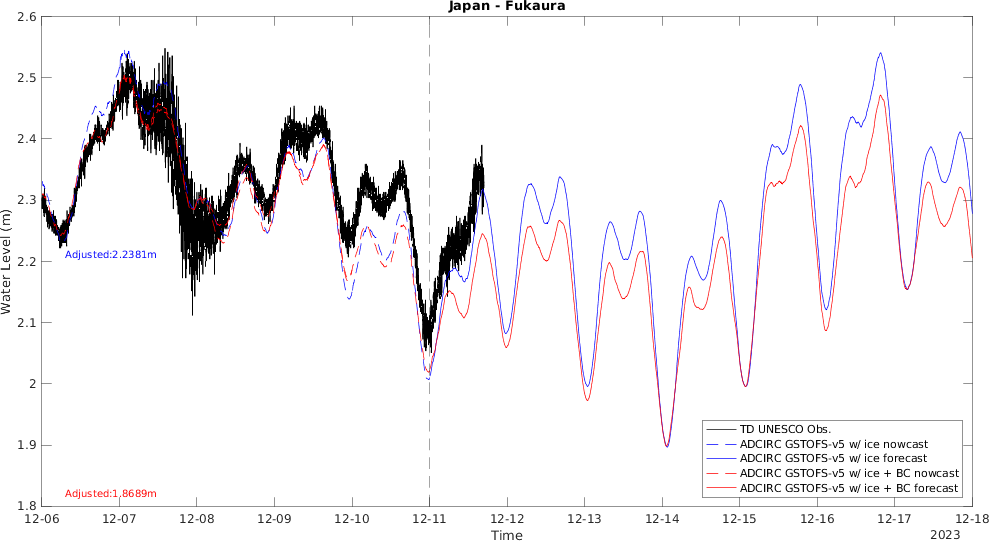 Japan - Fukaura
2.6
2.5
2.4
2.3
2.2
2.1
2
1.9
1.8
Water Level (m)
Adjusted:2.2381m
Adjusted:1.8689m
TD UNESCO Obs.
ADCIRC GSTOFS-v5 w/ ice nowcast
ADCIRC GSTOFS-v5 w/ ice forecast
ADCIRC GSTOFS-v5 w/ ice + BC nowcast
ADCIRC GSTOFS-v5 w/ ice + BC forecast
12-06 12-07 12-08 12-09 12-10 12-11 12-12 12-13 12-14 12-15 12-16 12-17 12-18
Time
2023